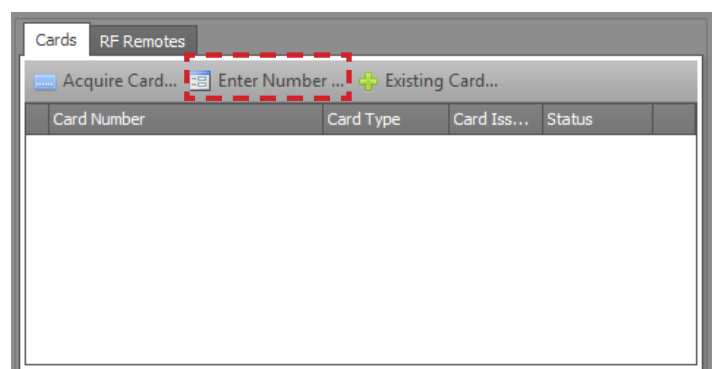 Cards RF Remotes
Acquire Card... Enter Number ... Existing Card...
Card Number Card Type Card Iss... Status